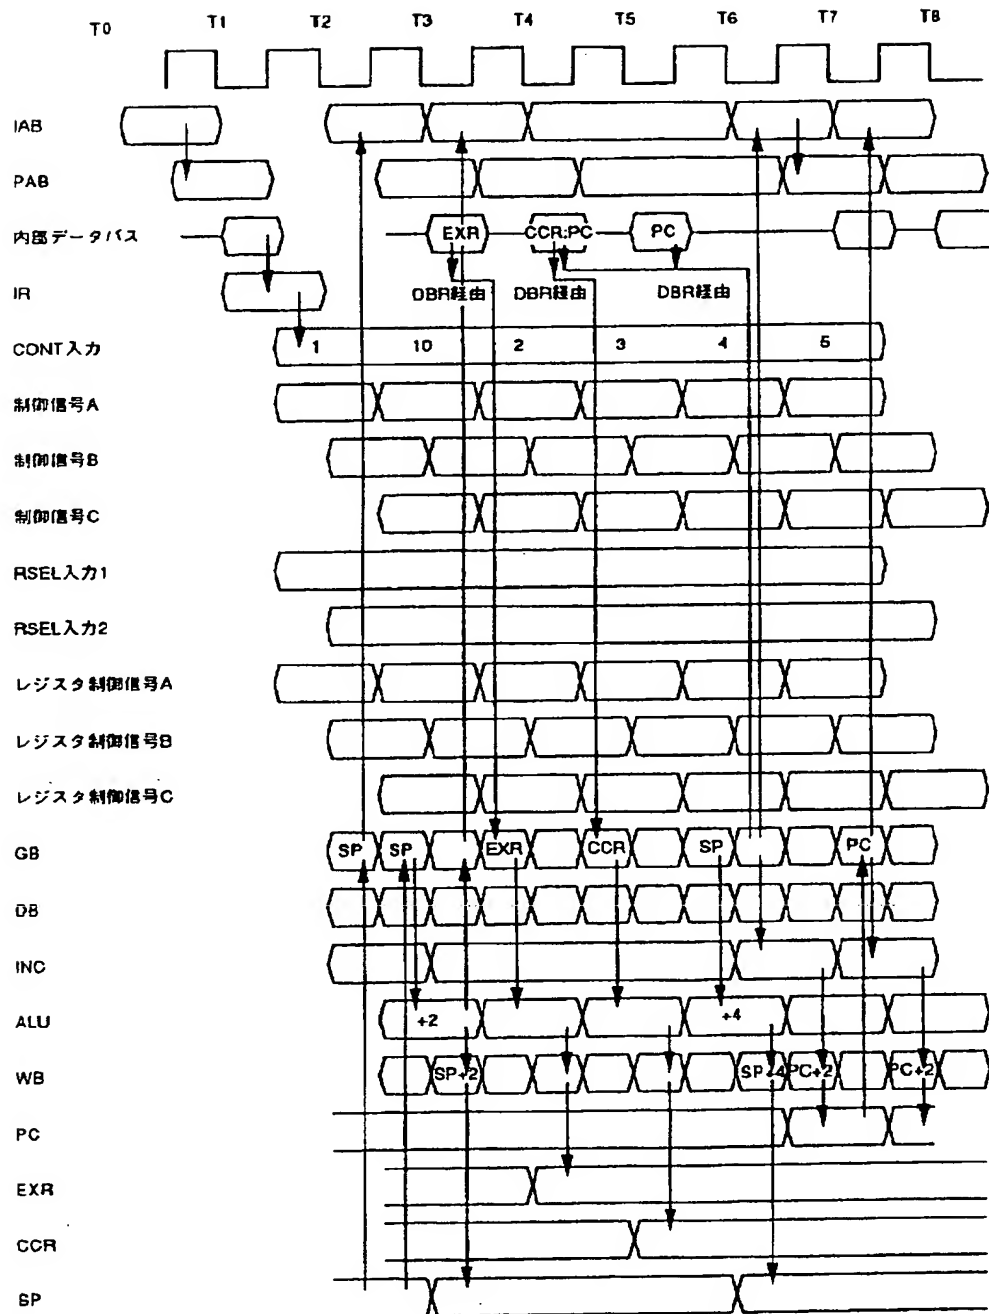 T0 T1 T2 T3 T4 T5 T6 T7 T8
IAB
PAB
内部データバス EXR CCR:PC PC
IR DBR経由 DBR経由 DBR経由
CONT入力 1 10 2 3 4 5
制御信号A
制御信号B
制御信号C
RSEL入力1
RSEL入力2
レジスタ制御信号A
レジスタ制御信号B
レジスタ制御信号C
GB SP SP EXR CCR SP PC
DB
INC
ALU +2 +4
WB SP+2 SP+4 PC+2 PC+2
PC
EXR
CCR
SP